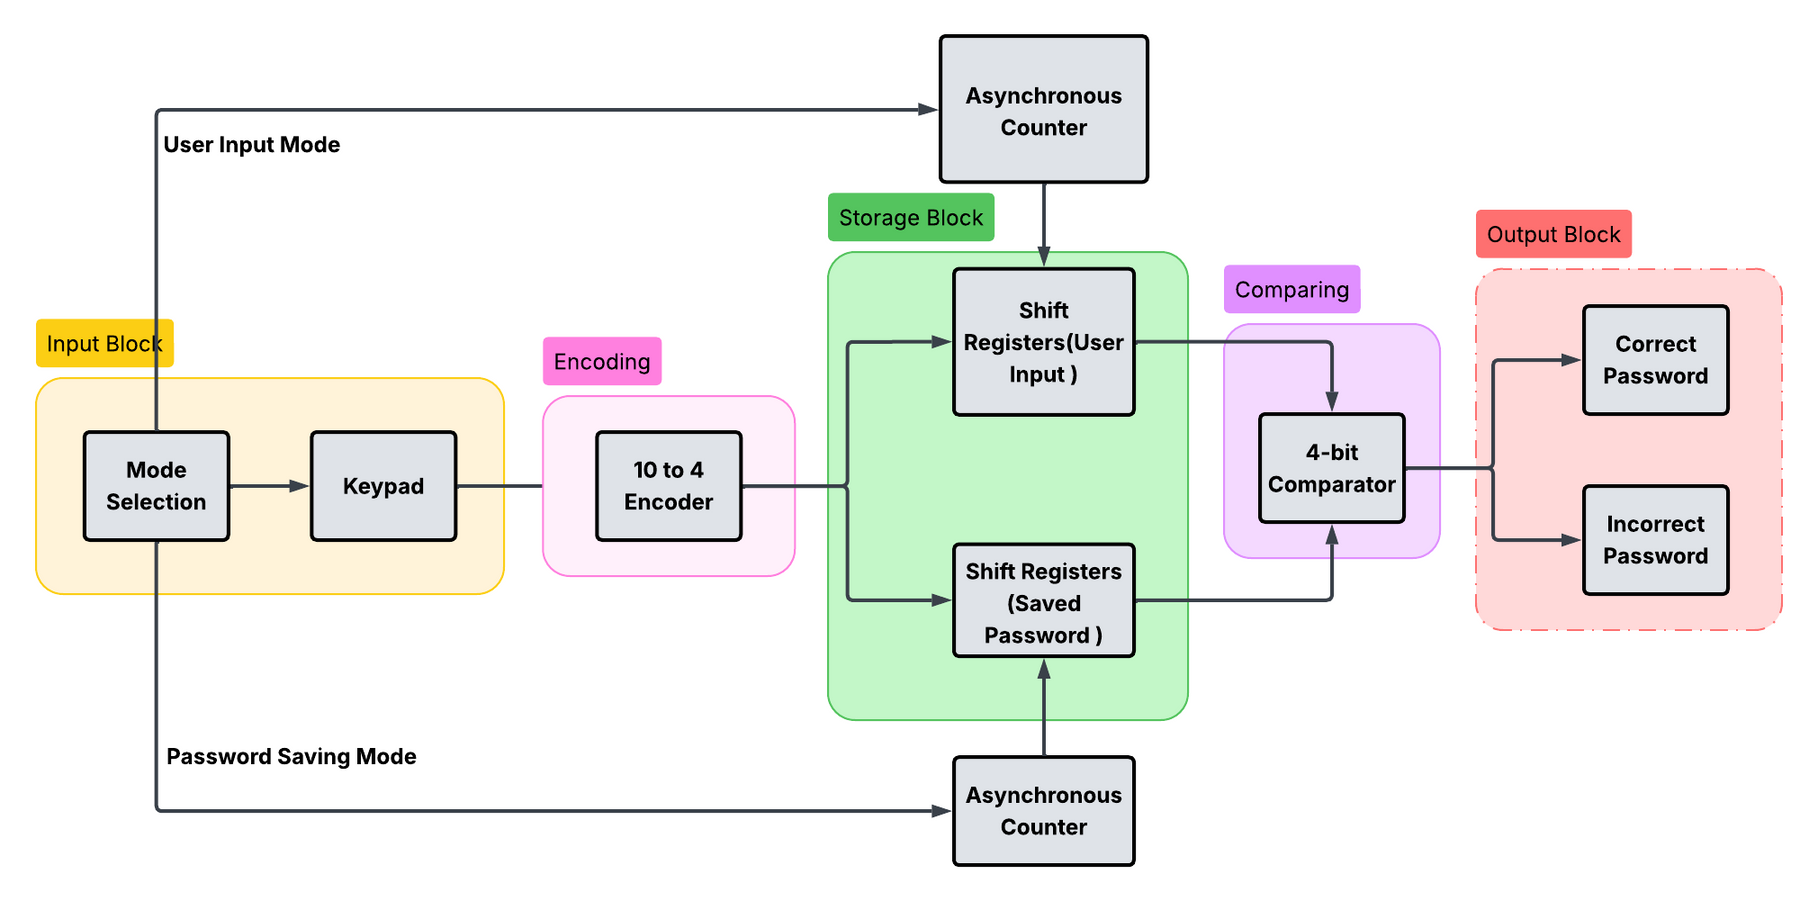 Asynchronous
Counter
User Input Mode
Storage Block
Output Block
Comparing
Input Block
Encoding
Shift
Registers(User
Input )
Correct
Password
Mode
Selection
Keypad
10 to 4
Encoder
4-bit
Comparator
Incorrect
Password
Shift Registers
(Saved
Password )
Password Saving Mode
Asynchronous
Counter